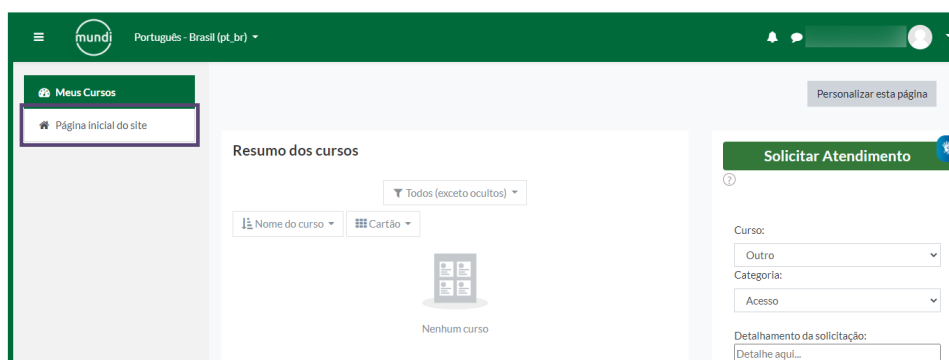 mundi Português - Brasil (pt_br)
Meus Cursos
Personalizar esta página
Página inicial do site
Resumo dos cursos
Solicitar Atendimento
Todos (exceto ocultos)
Nome do curso Cartão
Curso:
Outro
Categoria:
Acesso
Nenhum curso
Detalhamento da solicitação:
Detalhe aqui...